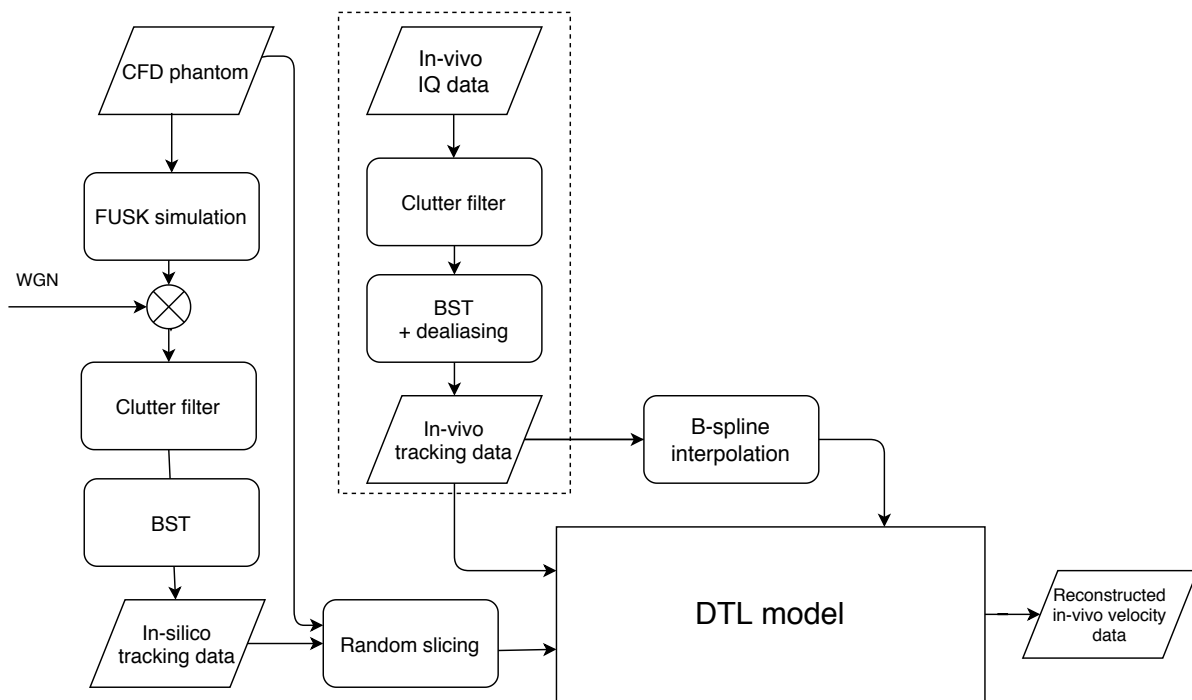 CFD phantom
FUSK simulation
WGN
Clutter filter
BST
In-silico
tracking data
In-vivo
IQ data
Clutter filter
BST
+ dealiasing
In-vivo
tracking data
B-spline
interpolation
Random slicing
DTL model
Reconstructed
in-vivo velocity
data